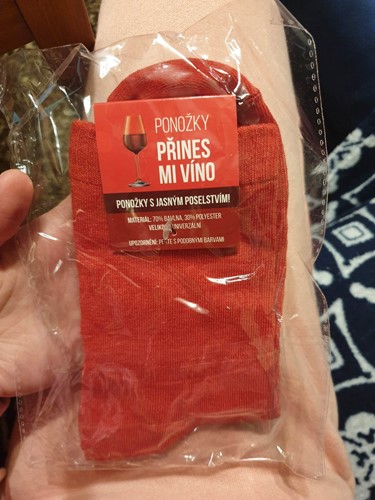 PONOŽKY
PŘINES
MI VÍNO
PONOŽKY S JASNÝM POSELSTVÍM!
MATERIÁL: 70% BAVLNA, 30% POLYESTER
VELIKOST: UNIVERZÁLNÍ
UPOZORNĚNÍ: PERTE S PODOBNÝMI BARVAMI